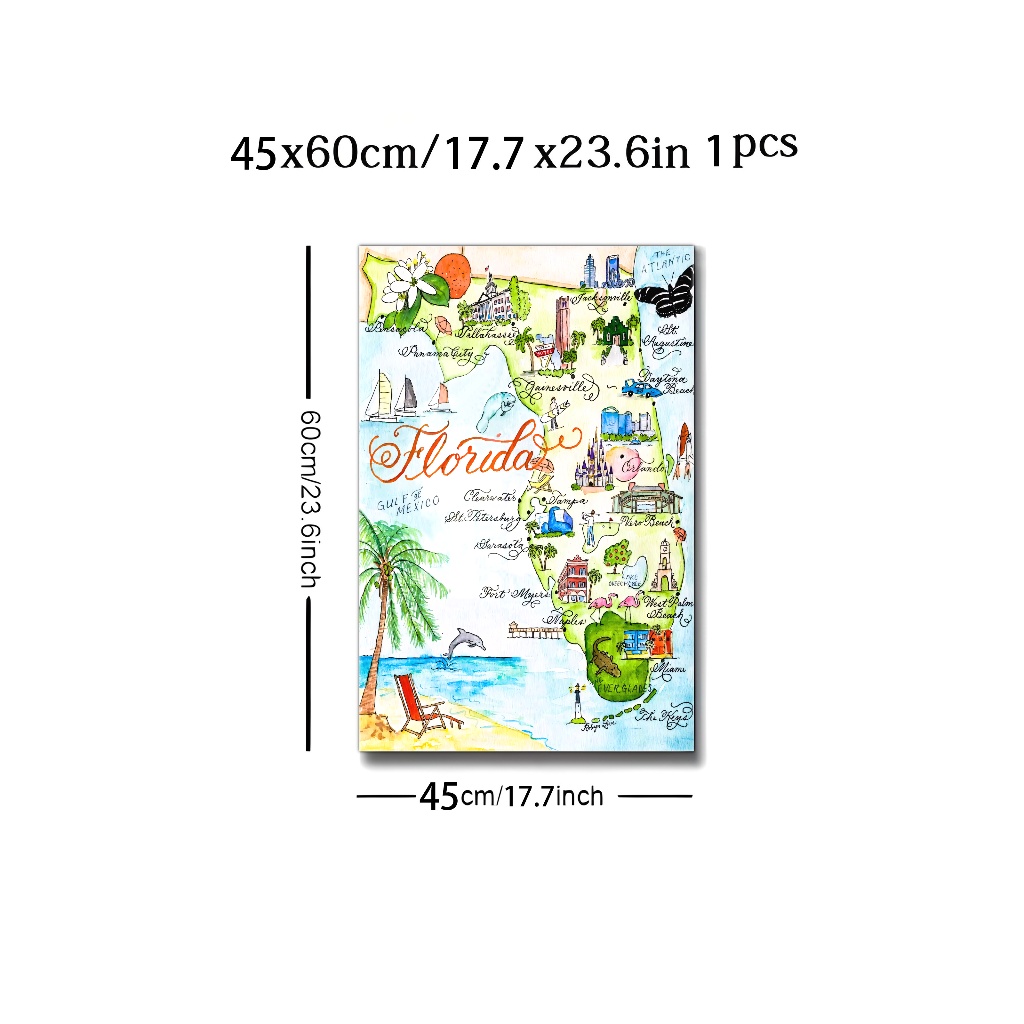 45x60cm/17.7 x23.6in 1pcs
60cm/23.6inch
THE
ATLANTIC
Jacksonville
Pensacola
Tallahassee
St.
Augustine
Panama City
Gainesville
Daytona
Beach
Florida
Orlando
GULF OF
MEXICO
Clearwater
Tampa
St. Petersburg
Vero Beach
Sarasota
Fort Myers
West Palm
Beach
Naples
Miami
EVERGLADES
The Keys
45cm/17.7inch